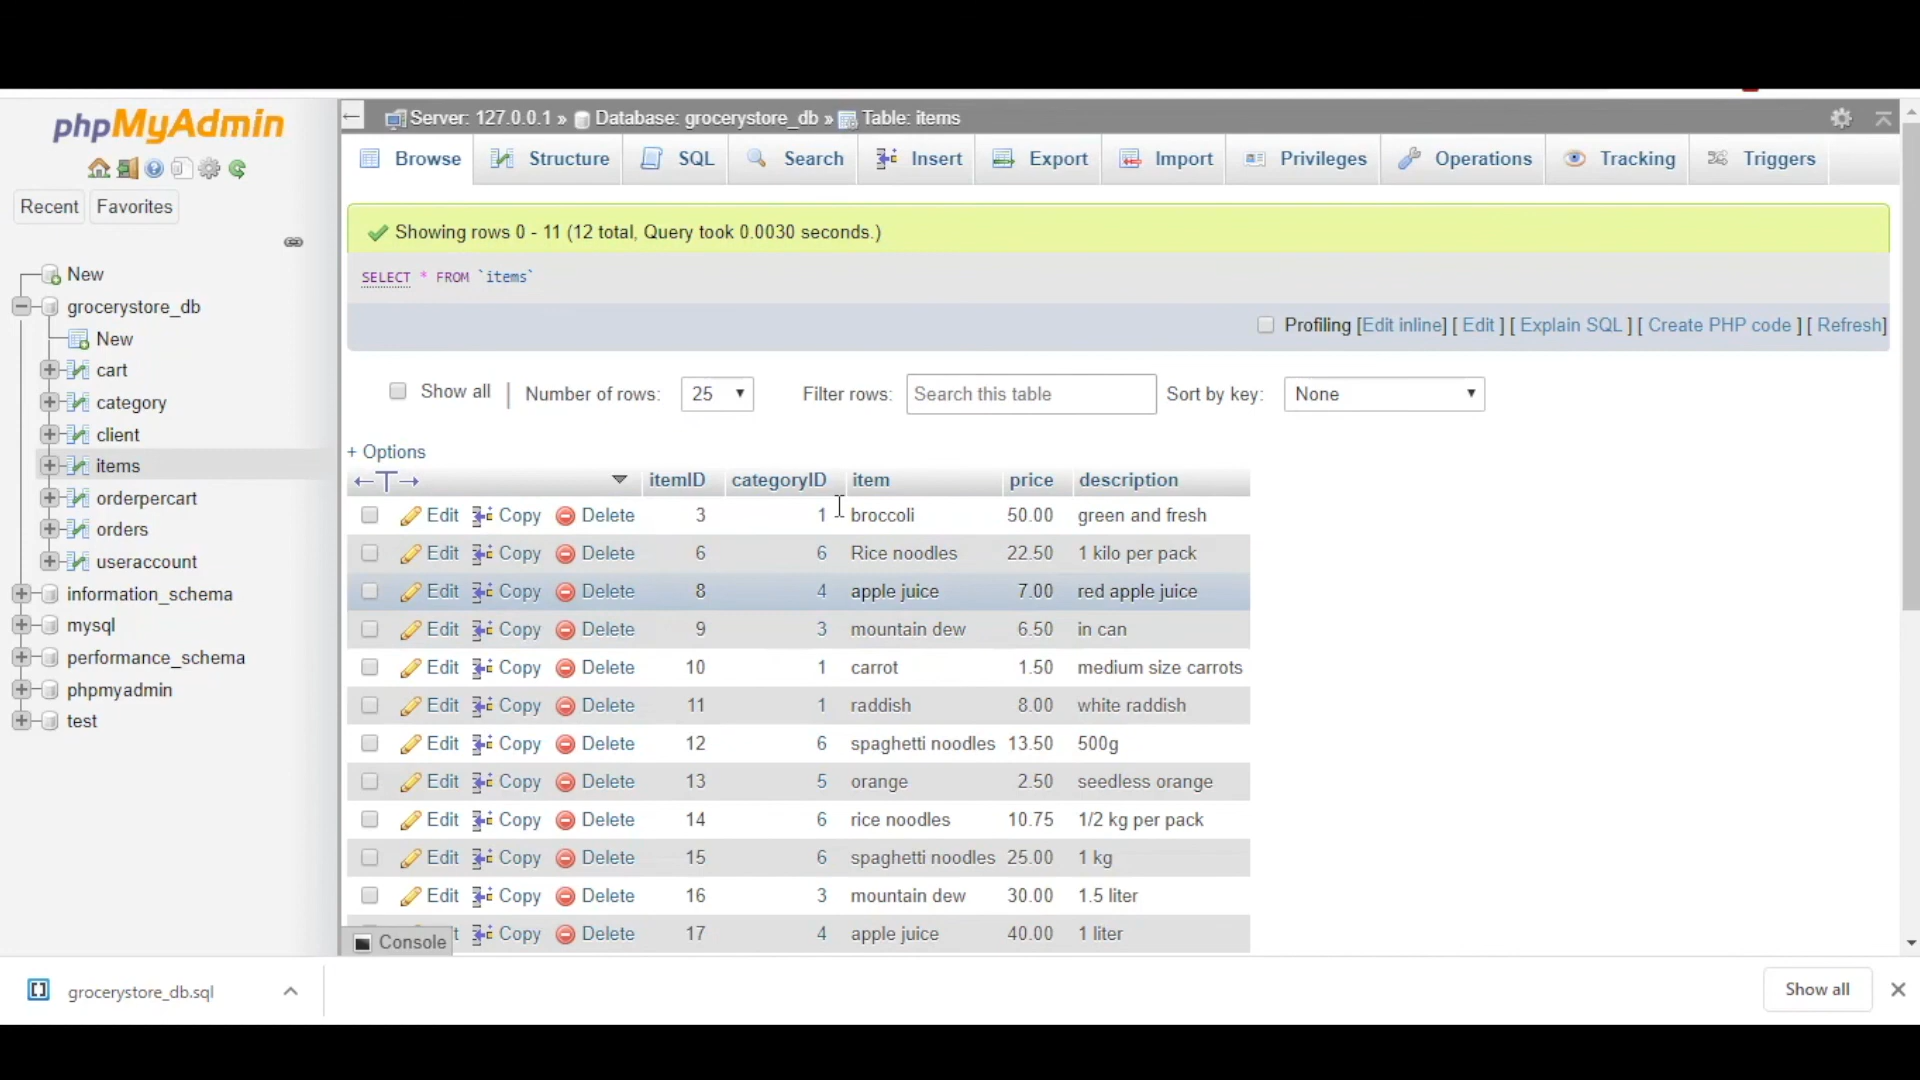 phpMyAdmin
Recent Favorites
New
grocerystore_db
New
cart
category
client
items
orderpercart
orders
useraccount
information_schema
mysql
performance_schema
phpmyadmin
test
Server: 127.0.0.1 » Database: grocerystore_db » Table: items
Browse Structure SQL Search Insert Export Import Privileges Operations Tracking Triggers
Showing rows 0 - 11 (12 total, Query took 0.0030 seconds.)
SELECT * FROM `items`
Profiling [Edit inline] [ Edit ] [ Explain SQL ] [ Create PHP code ] [ Refresh]
Show all | Number of rows: 25 Filter rows: Search this table Sort by key: None
+ Options
←T→ itemID categoryID item price description
Edit Copy Delete 3 1 broccoli 50.00 green and fresh
Edit Copy Delete 6 6 Rice noodles 22.50 1 kilo per pack
Edit Copy Delete 8 4 apple juice 7.00 red apple juice
Edit Copy Delete 9 3 mountain dew 6.50 in can
Edit Copy Delete 10 1 carrot 1.50 medium size carrots
Edit Copy Delete 11 1 raddish 8.00 white raddish
Edit Copy Delete 12 6 spaghetti noodles 13.50 500g
Edit Copy Delete 13 5 orange 2.50 seedless orange
Edit Copy Delete 14 6 rice noodles 10.75 1/2 kg per pack
Edit Copy Delete 15 6 spaghetti noodles 25.00 1 kg
Edit Copy Delete 16 3 mountain dew 30.00 1.5 liter
t Copy Delete 17 4 apple juice 40.00 1 liter
Console
grocerystore_db.sql Show all